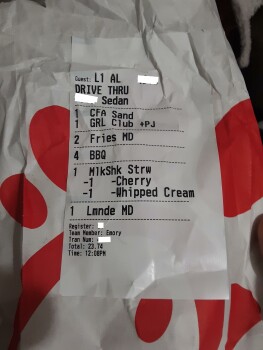 Guest: L1 AL
DRIVE THRU
Sedan
1 CFA Sand
1 GRL Club +PJ
2 Fries MD
4 BBQ
1 MlkShk Strw
-1 -Cherry
-1 -Whipped Cream
1 Lmnde MD
Register:
Team Member: Emory
Tran Num:
Total: 23.74
Time: 12:08PM